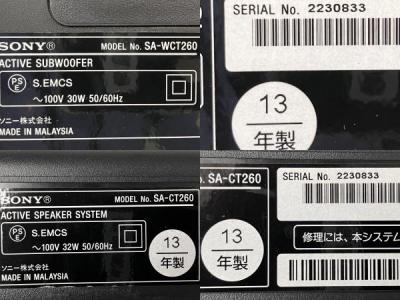 SONY® MODEL No. SA-WCT260
ACTIVE SUBWOOFER
PS E S.EMCS
~100V 30W 50/60Hz
ソニー株式会社
MADE IN MALAYSIA
SERIAL No. 2230833
13
年製
SONY® MODEL No. SA-CT260
ACTIVE SPEAKER SYSTEM
PS E S.EMCS
~100V 32W 50/60Hz
ソニー株式会社
MADE IN MALAYSIA
13
年製
SA-CT260
SERIAL No. 2230833
13
年製
修理には、本システム